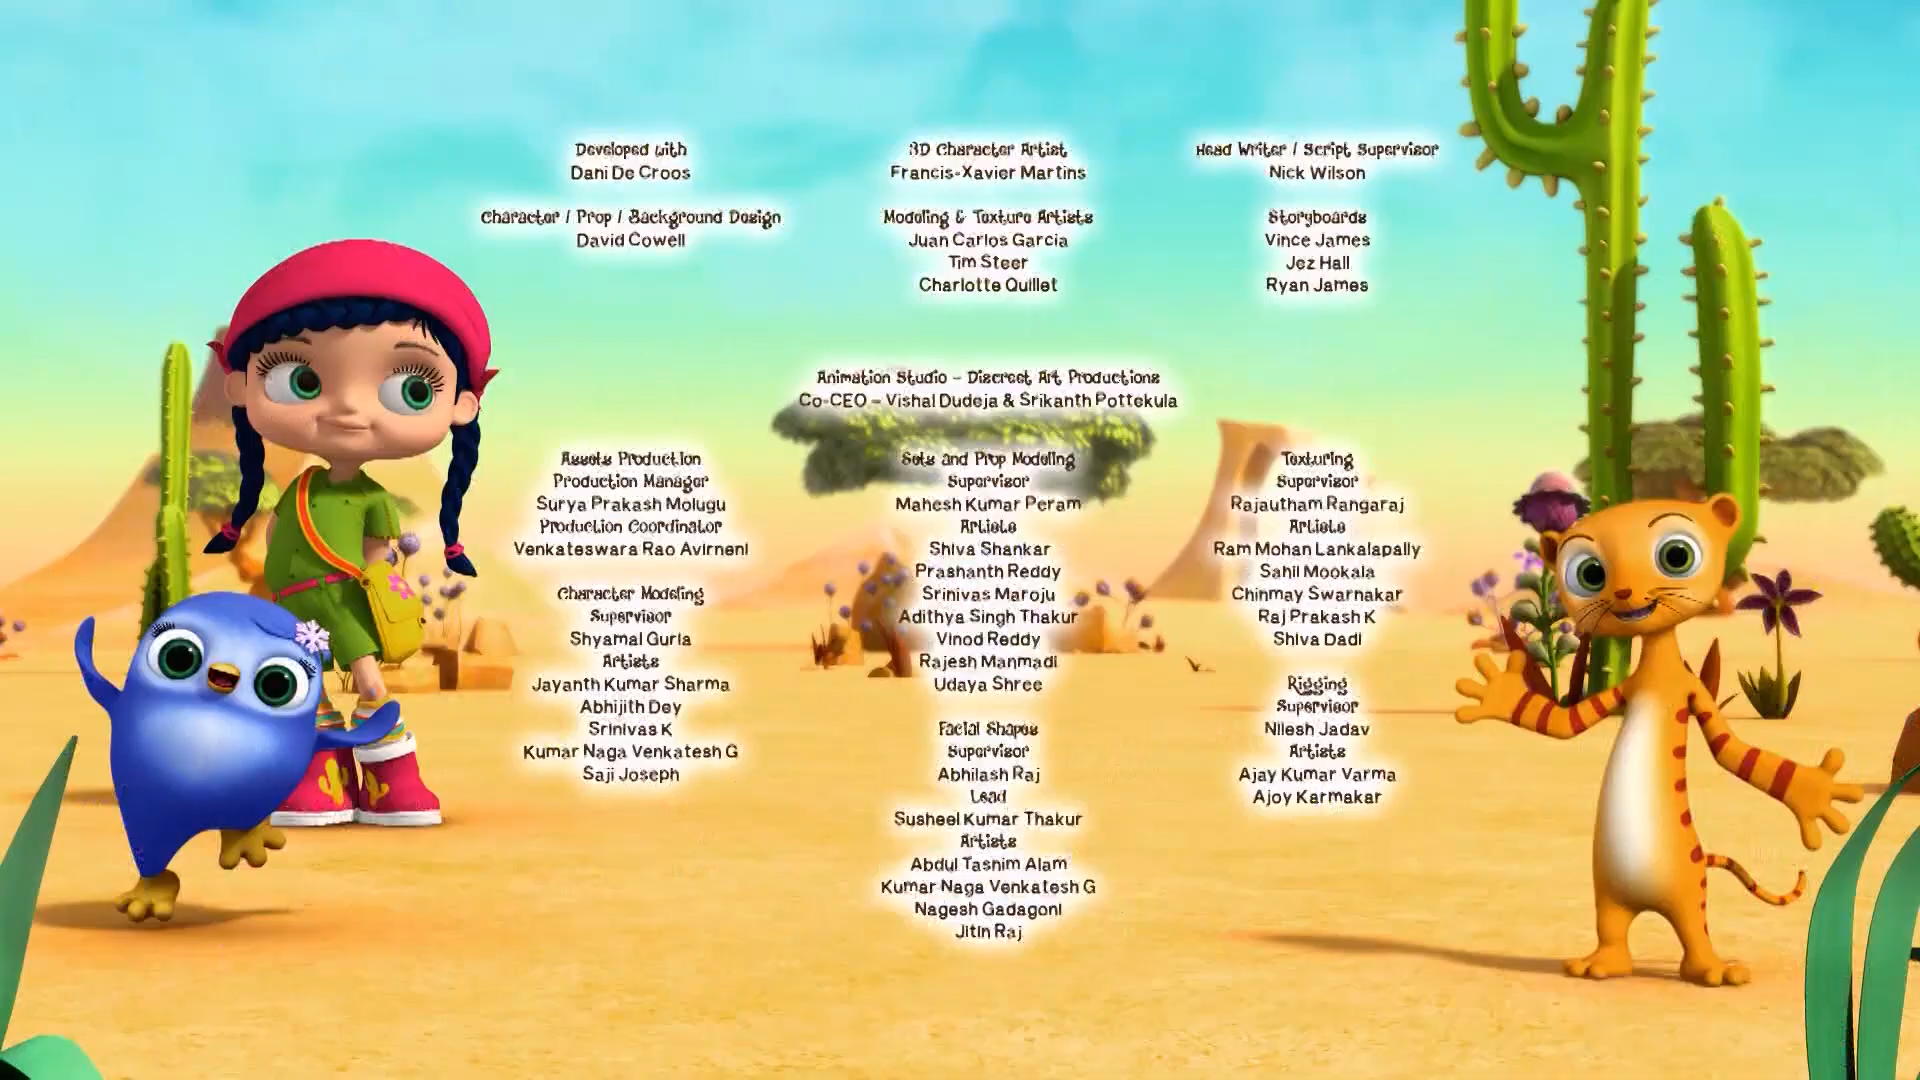 Developed with
Dani De Croos
Character / Prop / Background Design
David Cowell
3D Character Artist
Francis-Xavier Martins
Modeling & Texture Artists
Juan Carlos Garcia
Tim Steer
Charlotte Quillet
Head Writer / Script Supervisor
Nick Wilson
Storyboards
Vince James
Jez Hall
Ryan James
Animation Studio - Discreet Art Productions
Co-CEO - Vishal Dudeja & Srikanth Pottekula
Assets Production
Production Manager
Surya Prakash Molugu
Production Coordinator
Venkateswara Rao Avirneni
Character Modeling
Supervisor
Shyamal Guria
Artists
Jayanth Kumar Sharma
Abhijith Dey
Srinivas K
Kumar Naga Venkatesh G
Saji Joseph
Sets and Prop Modeling
Supervisor
Mahesh Kumar Peram
Artists
Shiva Shankar
Prashanth Reddy
Srinivas Maroju
Adithya Singh Thakur
Vinod Reddy
Rajesh Manmadi
Udaya Shree
Facial Shapes
Supervisor
Abhilash Raj
Lead
Susheel Kumar Thakur
Artists
Abdul Tasnim Alam
Kumar Naga Venkatesh G
Nagesh Gadagoni
Jitin Raj
Texturing
Supervisor
Rajautham Rangaraj
Artists
Ram Mohan Lankalapally
Sahil Mookala
Chinmay Swarnakar
Raj Prakash K
Shiva Dadi
Rigging
Supervisor
Nilesh Jadav
Artists
Ajay Kumar Varma
Ajoy Karmakar